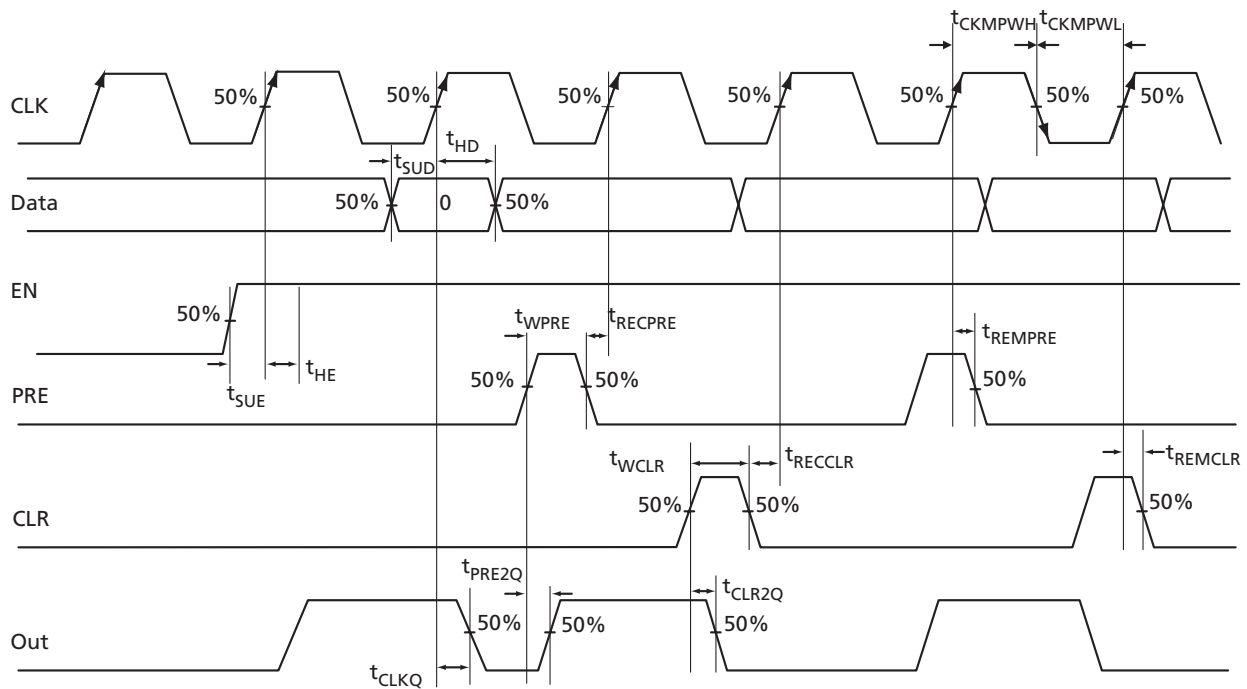 tCKMPWH tCKMPWL
CLK 50% 50% 50% 50% 50% 50% 50%
tSUD tHD
Data 50% 0 50%
EN 50%
tSUE tHE
tWPRE tRECPRE tREMPRE
PRE 50% 50% 50%
tWCLR tRECCLR tREMCLR
CLR 50% 50% 50%
tPRE2Q tCLR2Q
Out 50% 50% 50%
tCLKQ